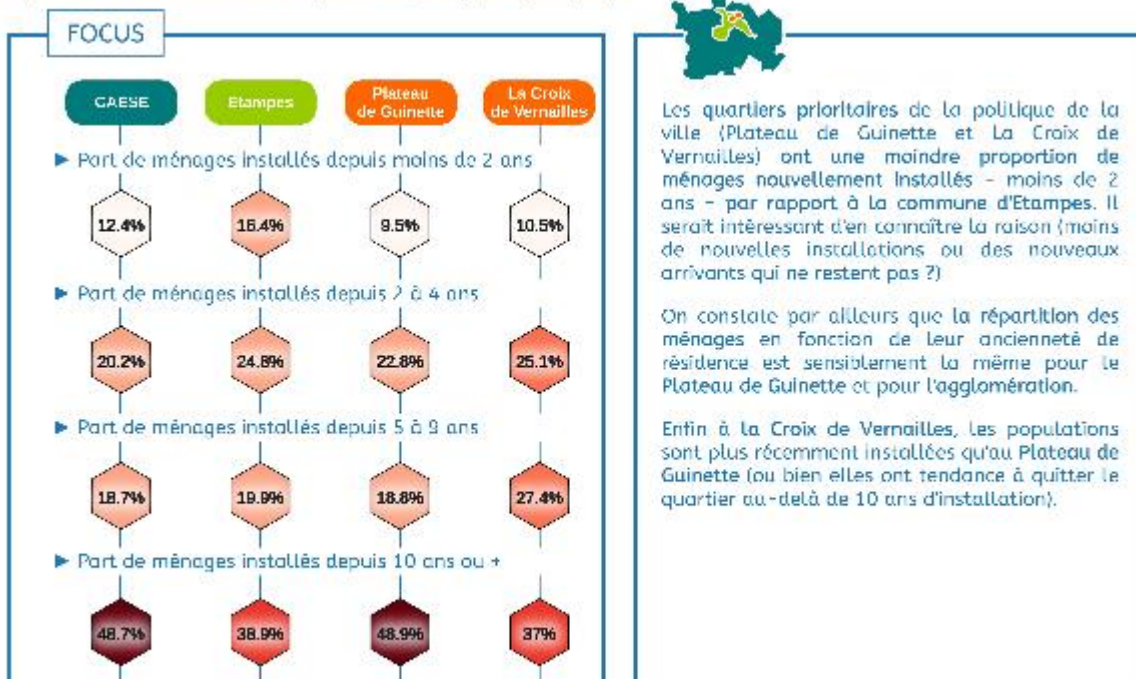 FOCUS
CAESE
Etampes
Plateau
de Guinette
La Croix
de Vernailles
► Part de ménages installés depuis moins de 2 ans
12.4% 16.4% 9.5% 10.5%
► Part de ménages installés depuis 2 à 4 ans
20.2% 24.8% 22.8% 25.1%
► Part de ménages installés depuis 5 à 9 ans
18.7% 19.9% 18.8% 27.4%
► Part de ménages installés depuis 10 ans ou +
48.7% 38.9% 48.9% 37%
Les quartiers prioritaires de la politique de la
ville (Plateau de Guinette et La Croix de
Vernailles) ont une moindre proportion de
ménages nouvellement installés - moins de 2
ans - par rapport à la commune d'Etampes. Il
serait intéressant d'en connaître la raison (moins
de nouvelles installations ou des nouveaux
arrivants qui ne restent pas ?)
On constate par ailleurs que la répartition des
ménages en fonction de leur ancienneté de
résidence est sensiblement la même pour le
Plateau de Guinette et pour l'agglomération.
Enfin à la Croix de Vernailles, les populations
sont plus récemment installées qu'au Plateau de
Guinette (ou bien elles ont tendance à quitter le
quartier au-delà de 10 ans d'installation).